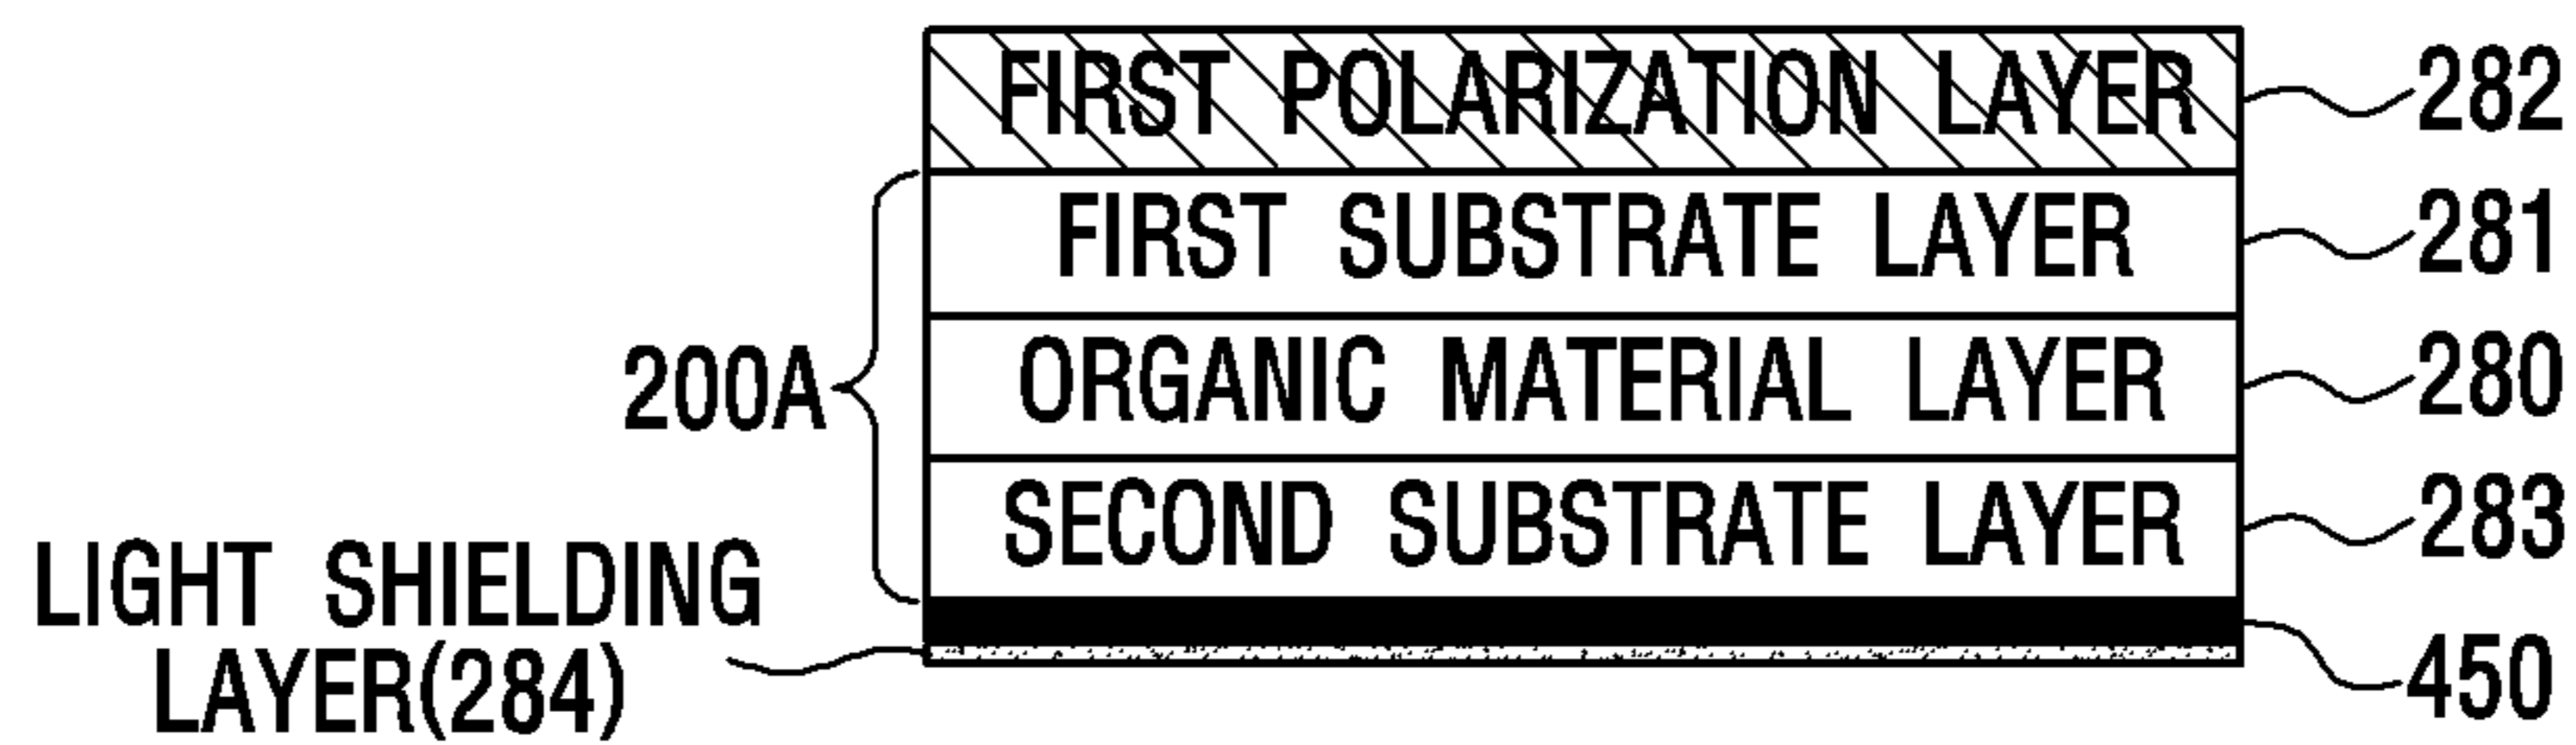 FIRST POLARIZATION LAYER 282
FIRST SUBSTRATE LAYER 281
200A
ORGANIC MATERIAL LAYER 280
SECOND SUBSTRATE LAYER 283
LIGHT SHIELDING
LAYER(284)
450